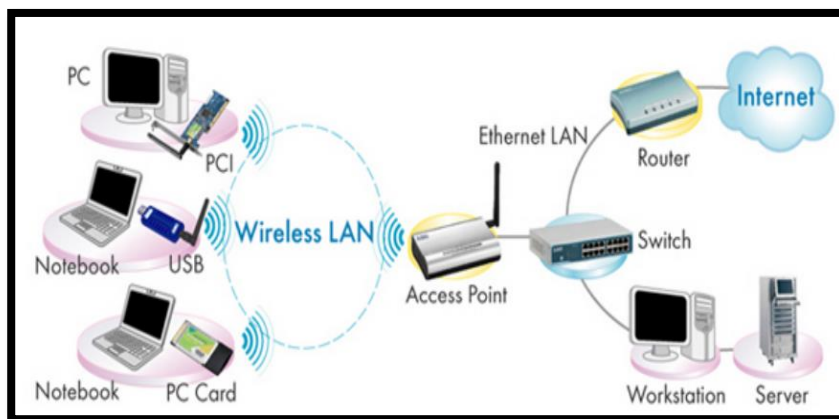 PC
PCI
Notebook
USB
Notebook
PC Card
Wireless LAN
Access Point
Ethernet LAN
Switch
Router
Internet
Workstation
Server